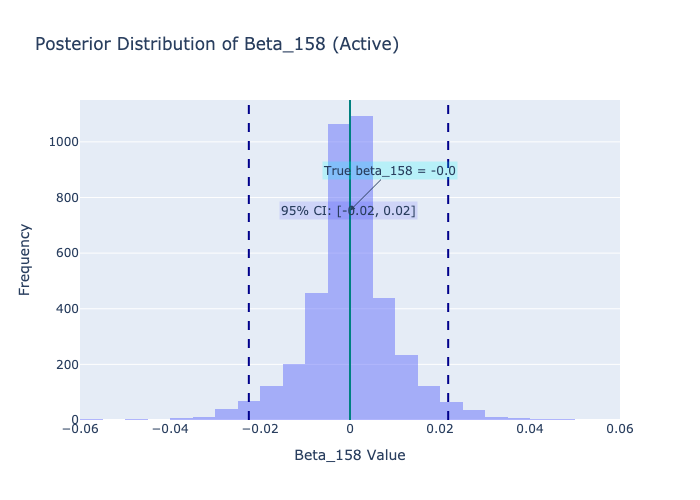 Posterior Distribution of Beta_158 (Active)
1000
True beta_158 = -0.0
800
95% CI: [-0.02, 0.02]
600
Frequency
400
200
0
−0.06 −0.04 −0.02 0 0.02 0.04 0.06
Beta_158 Value